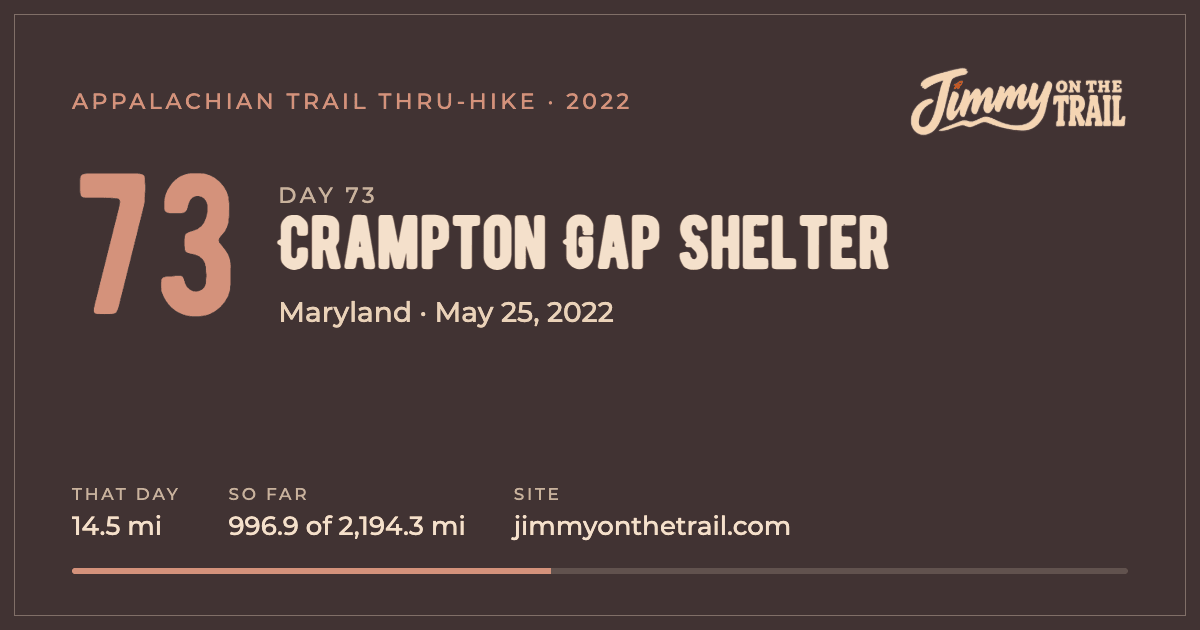 APPALACHIAN TRAIL THRU-HIKE · 2022
Jimmy ON THE TRAIL
73
DAY 73
CRAMPTON GAP SHELTER
Maryland · May 25, 2022
THAT DAY
14.5 mi
SO FAR
996.9 of 2,194.3 mi
SITE
jimmyonthetrail.com